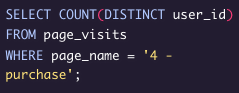 SELECT COUNT(DISTINCT user_id)
FROM page_visits
WHERE page_name = '4 -
purchase';